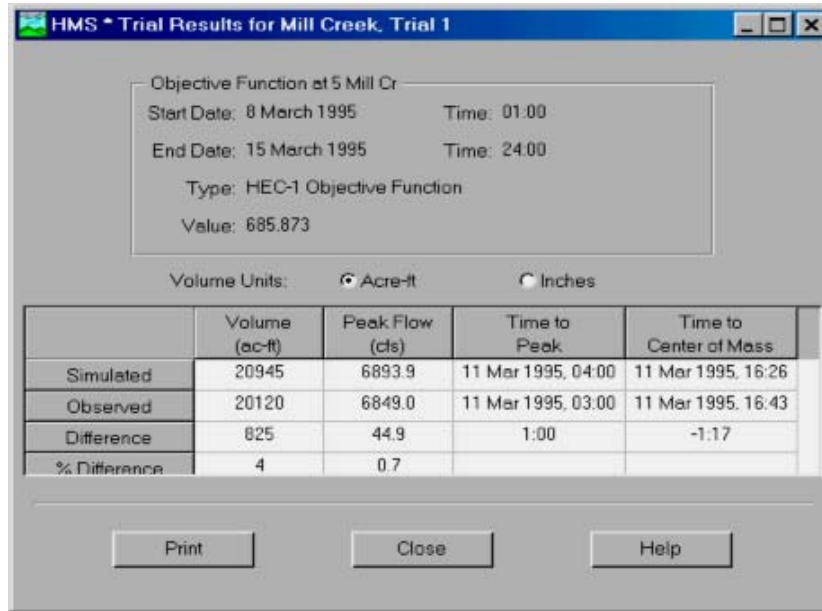 HMS * Trial Results for Mill Creek, Trial 1
Objective Function at 5 Mill Cr
Start Date: 8 March 1995 Time: 01:00
End Date: 15 March 1995 Time: 24:00
Type: HEC-1 Objective Function
Value: 685.873
Volume Units: Acre-ft Inches
Volume (ac-ft) Peak Flow (cfs) Time to Peak Time to Center of Mass
Simulated 20945 6893.9 11 Mar 1995, 04:00 11 Mar 1995, 16:26
Observed 20120 6849.0 11 Mar 1995, 03:00 11 Mar 1995, 16:43
Difference 825 44.9 1:00 -1:17
% Difference 4 0.7
Print Close Help